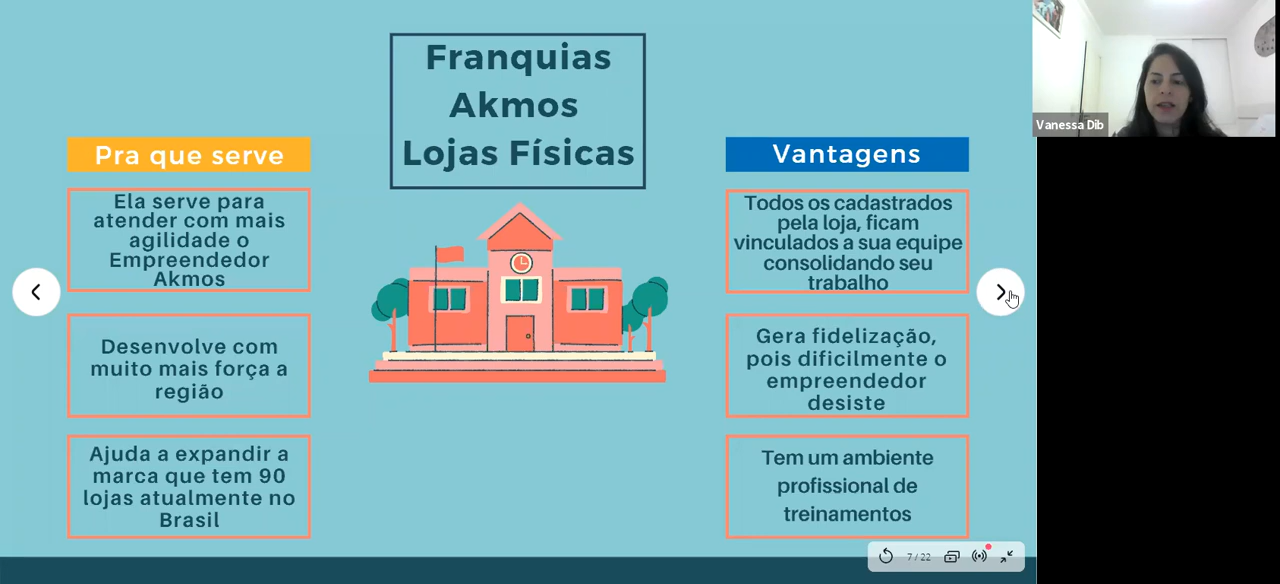 Franquias
Akmos
Lojas Físicas
Pra que serve
Ela serve para
atender com mais
agilidade o
Empreendedor
Akmos
Desenvolve com
muito mais força a
região
Ajuda a expandir a
marca que tem 90
lojas atualmente no
Brasil
Vantagens
Todos os cadastrados
pela loja, ficam
vinculados a sua equipe
consolidando seu
trabalho
Gera fidelização,
pois dificilmente o
empreendedor
desiste
Tem um ambiente
profissional de
treinamentos
7 / 22
Vanessa Dib